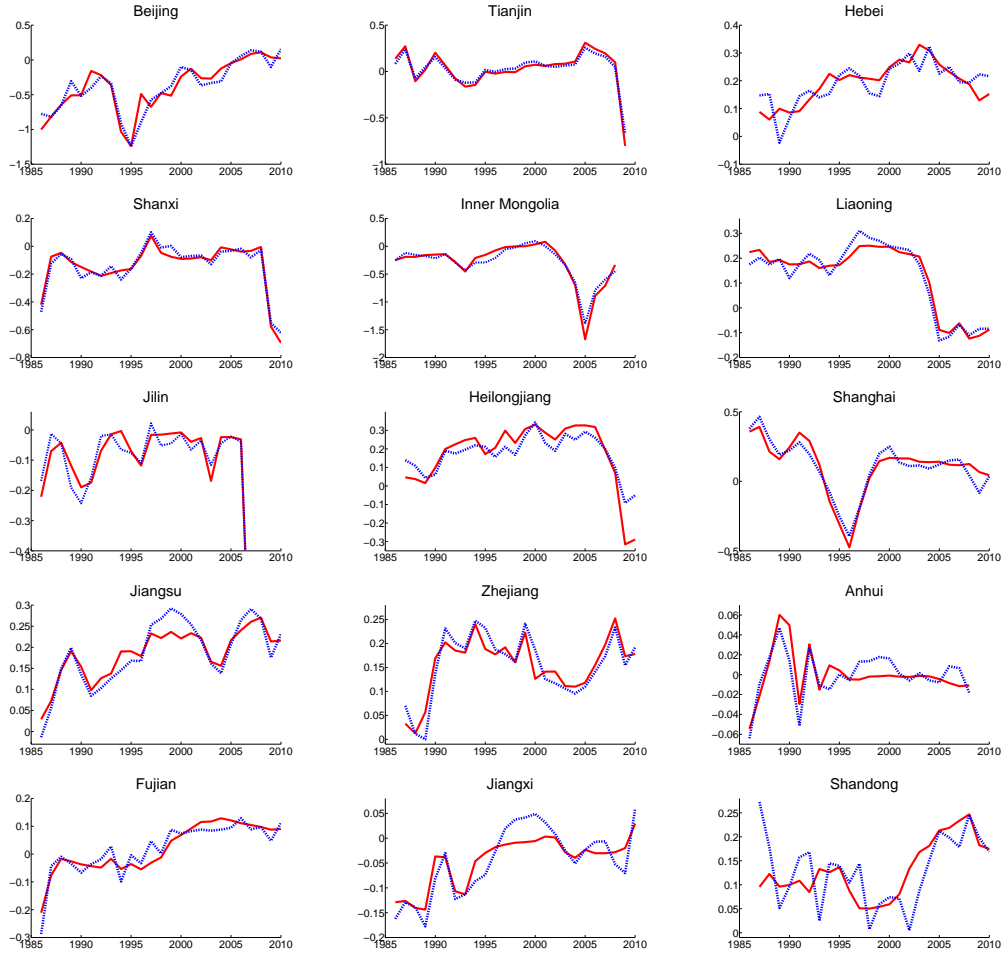 Beijing
0.5
0
−0.5
−1
−1.5
1985 1990 1995 2000 2005 2010
Tianjin
0.5
0
−0.5
−1
1985 1990 1995 2000 2005 2010
Hebei
0.4
0.3
0.2
0.1
0
−0.1
1985 1990 1995 2000 2005 2010
Shanxi
0.2
0
−0.2
−0.4
−0.6
−0.8
1985 1990 1995 2000 2005 2010
Inner Mongolia
0.5
0
−0.5
−1
−1.5
−2
1985 1990 1995 2000 2005 2010
Liaoning
0.3
0.2
0.1
0
−0.1
−0.2
1985 1990 1995 2000 2005 2010
Jilin
0
−0.1
−0.2
−0.3
−0.4
1985 1990 1995 2000 2005 2010
Heilongjiang
0.3
0.2
0.1
0
−0.1
−0.2
−0.3
1985 1990 1995 2000 2005 2010
Shanghai
0.5
0
−0.5
1985 1990 1995 2000 2005 2010
Jiangsu
0.3
0.25
0.2
0.15
0.1
0.05
0
1985 1990 1995 2000 2005 2010
Zhejiang
0.25
0.2
0.15
0.1
0.05
0
1985 1990 1995 2000 2005 2010
Anhui
0.06
0.04
0.02
0
−0.02
−0.04
−0.06
1985 1990 1995 2000 2005 2010
Fujian
0.2
0.1
0
−0.1
−0.2
−0.3
1985 1990 1995 2000 2005 2010
Jiangxi
0.05
0
−0.05
−0.1
−0.15
−0.2
1985 1990 1995 2000 2005 2010
Shandong
0.25
0.2
0.15
0.1
0.05
0
1985 1990 1995 2000 2005 2010